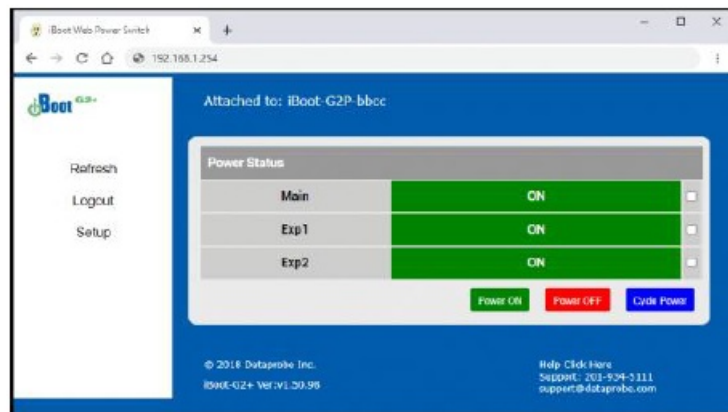 iBoot Web Power Switch
192.168.1.254
iBoot G2+
Attached to: iBoot-G2P-bbcc
Refresh
Logout
Setup
Power Status
Main ON
Exp1 ON
Exp2 ON
Power ON Power OFF Cycle Power
© 2018 Dataprobe Inc.
iBoot-G2+ Ver:v1.50.98
Help Click Here
Support: 201-934-5111
support@dataprobe.com